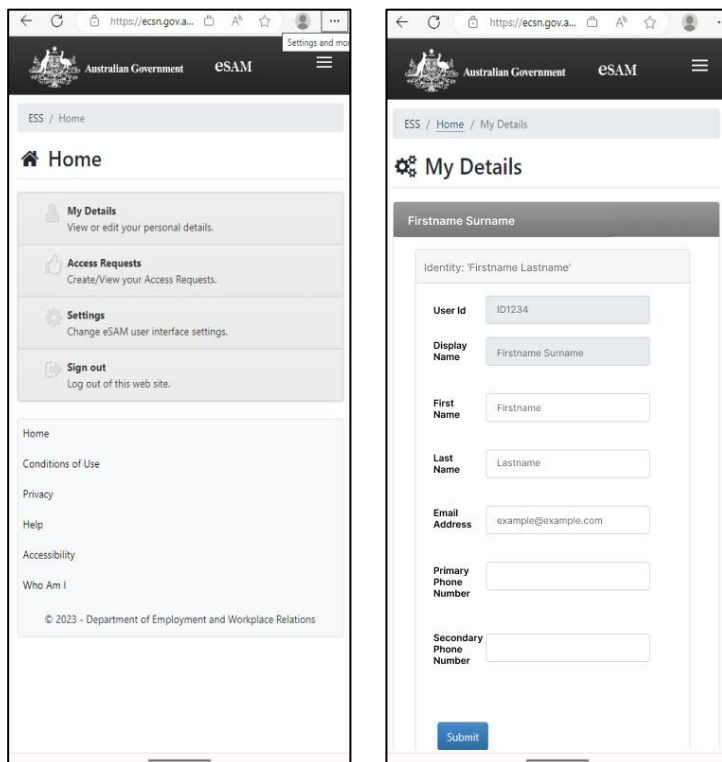 https://ecsn.gov.a...
Settings and mor
Australian Government eSAM
ESS / Home
Home
My Details
View or edit your personal details.
Access Requests
Create/View your Access Requests.
Settings
Change eSAM user interface settings.
Sign out
Log out of this web site.
Home
Conditions of Use
Privacy
Help
Accessibility
Who Am I
© 2023 - Department of Employment and Workplace Relations
https://ecsn.gov.a...
Australian Government eSAM
ESS / Home / My Details
My Details
Firstname Surname
Identity: 'Firstname Lastname'
User Id ID1234
Display
Name Firstname Surname
First
Name Firstname
Last
Name Lastname
Email
Address example@example.com
Primary
Phone
Number
Secondary
Phone
Number
Submit